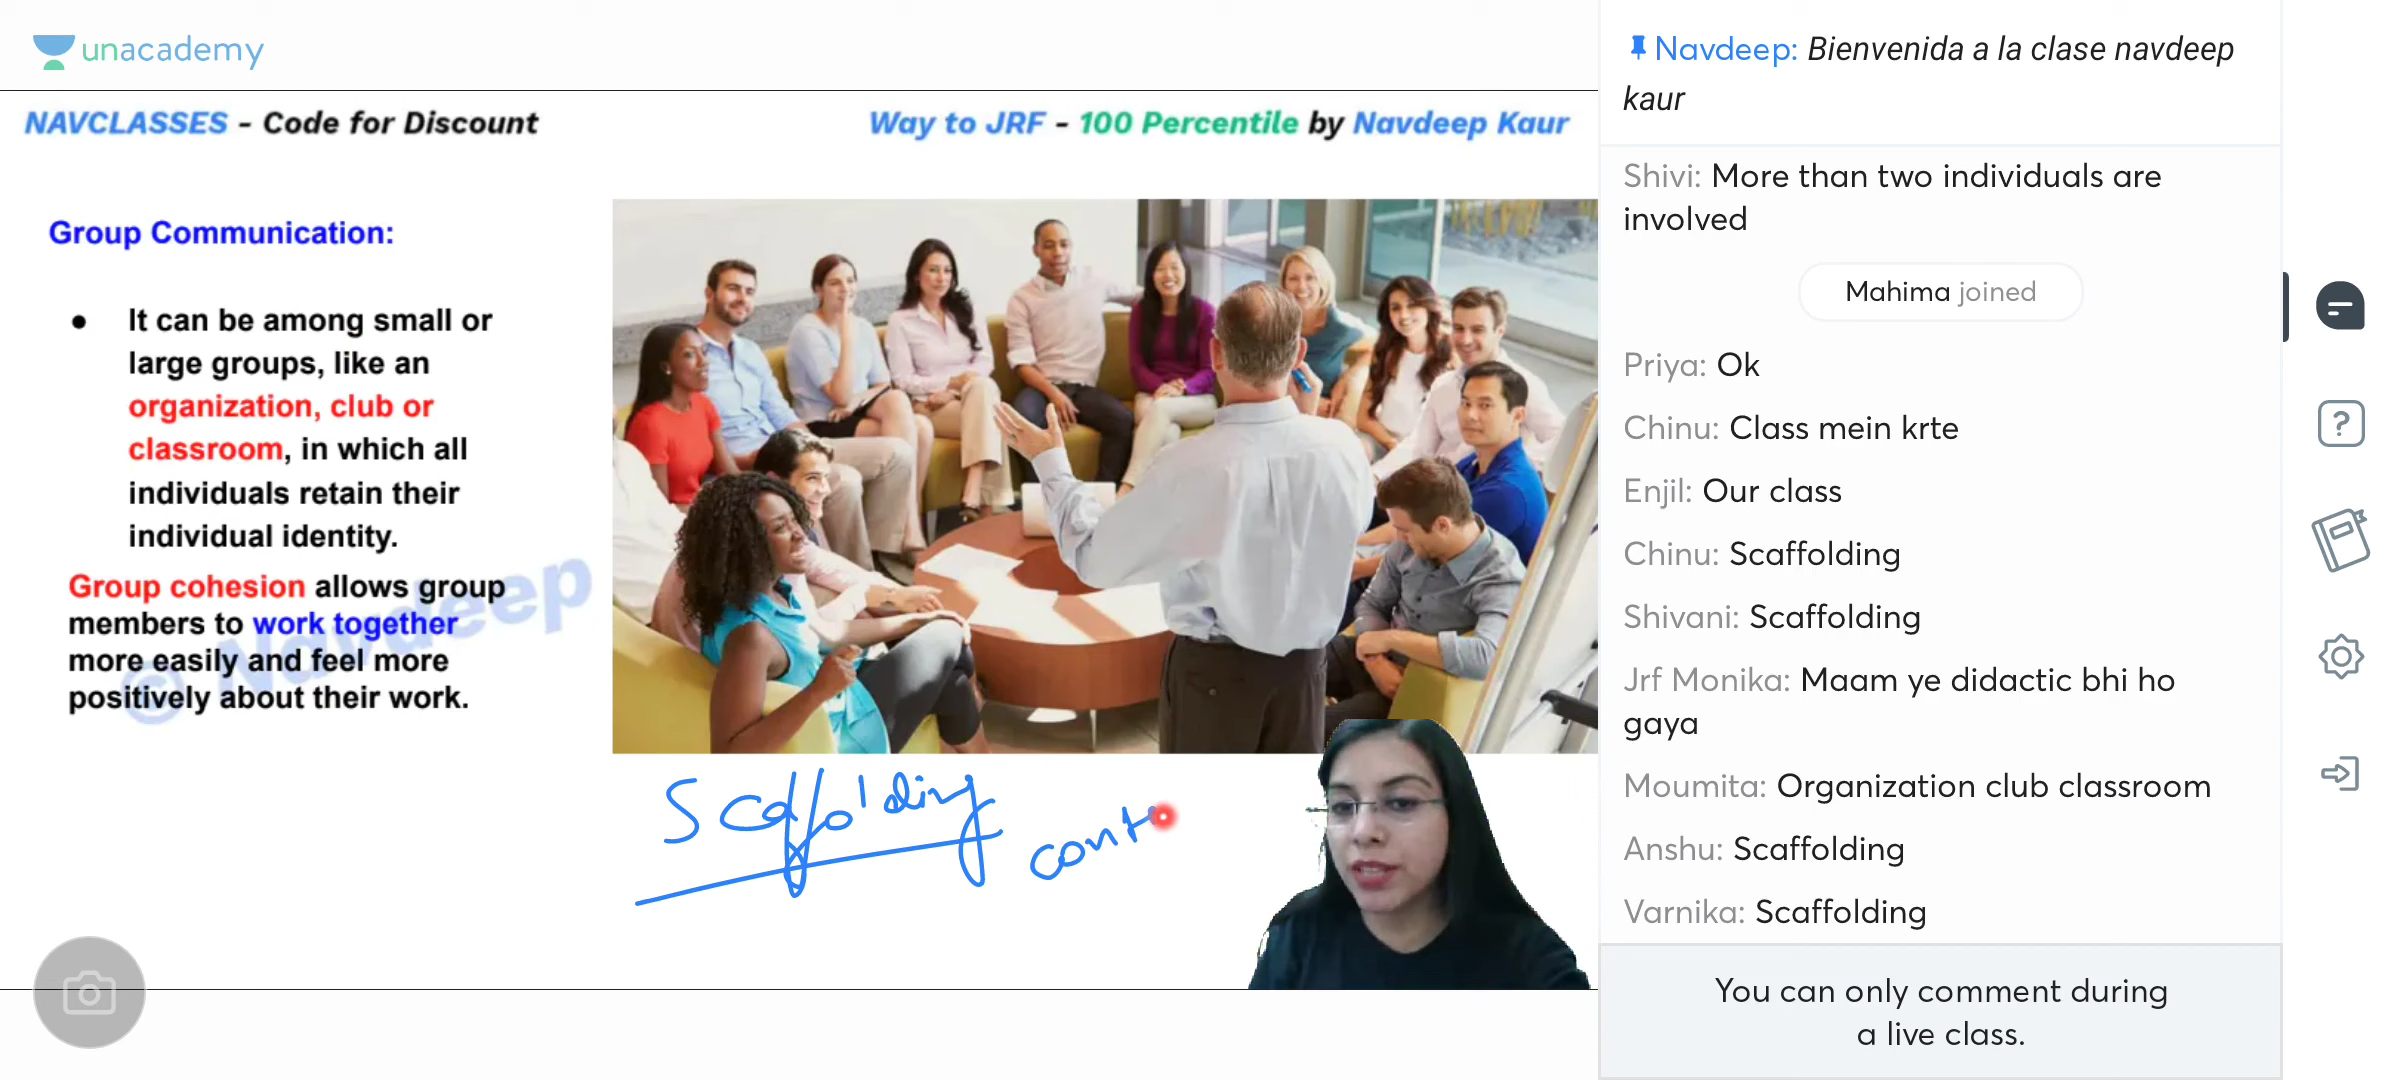 unacademy
NAVCLASSES - Code for Discount
Way to JRF - 100 Percentile by Navdeep Kaur
Group Communication:
● It can be among small or
large groups, like an
organization, club or
classroom, in which all
individuals retain their
individual identity.
Group cohesion allows group
members to work together
more easily and feel more
positively about their work.
© Navdeep
Scaffolding
cont
Navdeep: Bienvenida a la clase navdeep
kaur
Shivi: More than two individuals are
involved
Mahima joined
Priya: Ok
Chinu: Class mein krte
Enjil: Our class
Chinu: Scaffolding
Shivani: Scaffolding
Jrf Monika: Maam ye didactic bhi ho
gaya
Moumita: Organization club classroom
Anshu: Scaffolding
Varnika: Scaffolding
You can only comment during
a live class.
?